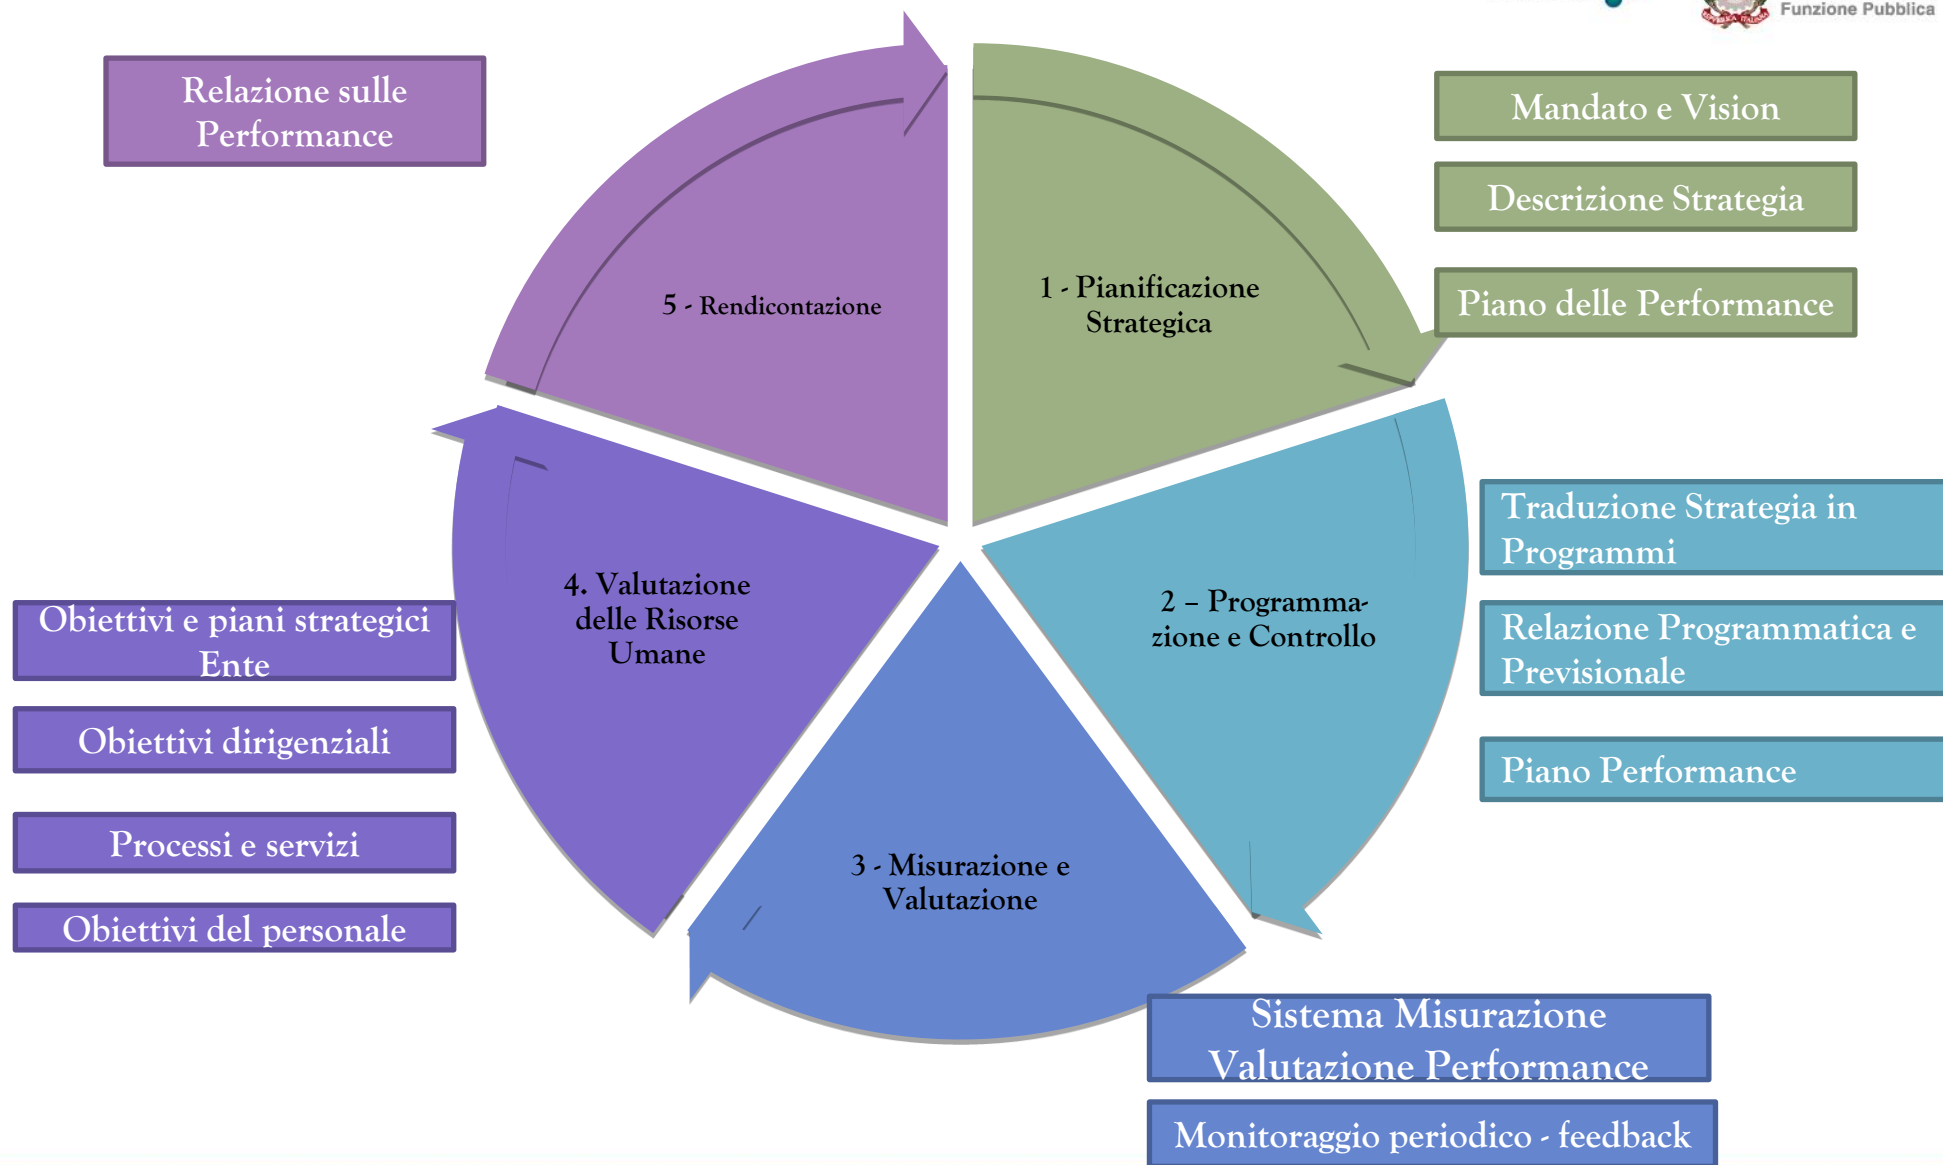 Funzione Pubblica
REPUBBLICA ITALIANA
Relazione sulle
Performance
Mandato e Vision
Descrizione Strategia
Piano delle Performance
1 - Pianificazione
Strategica
5 - Rendicontazione
Traduzione Strategia in
Programmi
Relazione Programmatica e
Previsionale
Piano Performance
2 – Programma-
zione e Controllo
4. Valutazione
delle Risorse
Umane
Obiettivi e piani strategici
Ente
Obiettivi dirigenziali
Processi e servizi
Obiettivi del personale
3 - Misurazione e
Valutazione
Sistema Misurazione
Valutazione Performance
Monitoraggio periodico - feedback